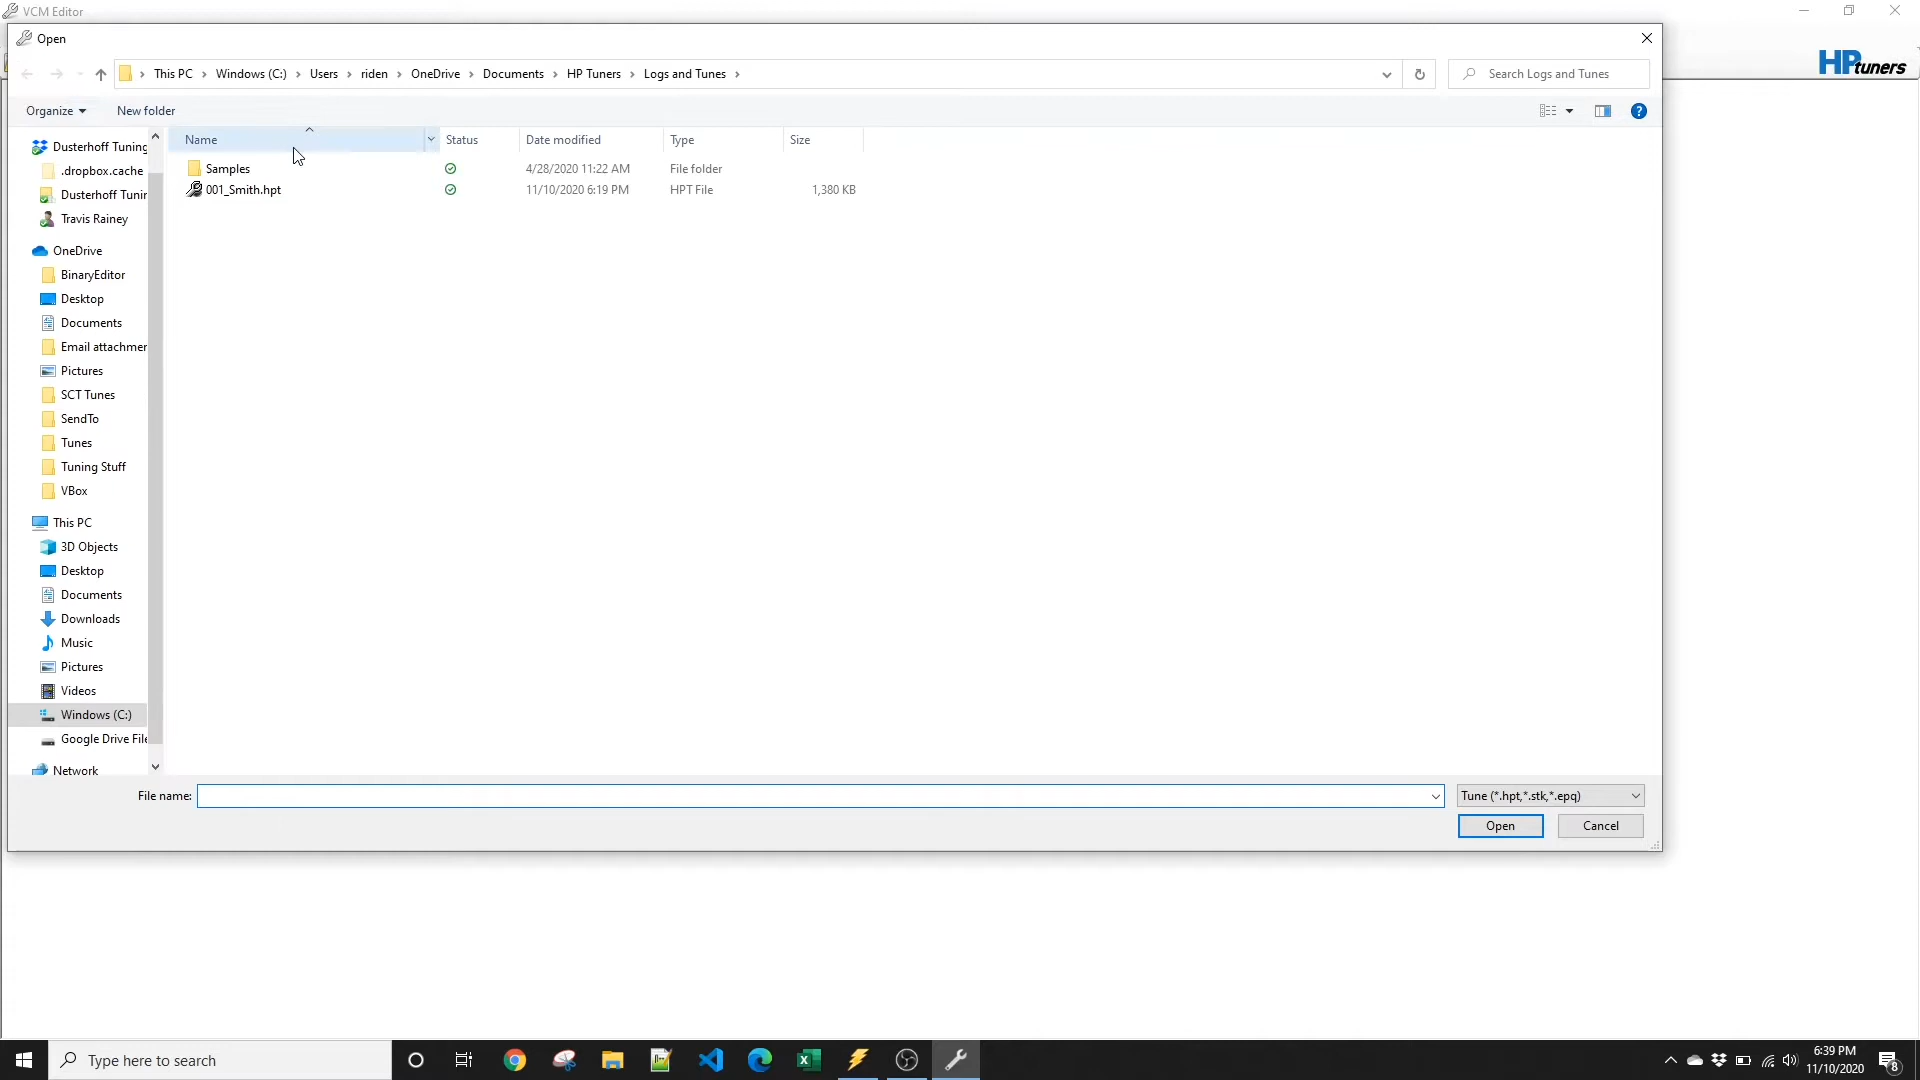 VCM Editor
Open
This PC > Windows (C:) > Users > riden > OneDrive > Documents > HP Tuners > Logs and Tunes >
Search Logs and Tunes
HPtuners
Organize
New folder
Name
Status
Date modified
Type
Size
Samples
4/28/2020 11:22 AM
File folder
001_Smith.hpt
11/10/2020 6:19 PM
HPT File
1,380 KB
Dusterhoff Tuning
.dropbox.cache
Dusterhoff Tunin
Travis Rainey
OneDrive
BinaryEditor
Desktop
Documents
Email attachmen
Pictures
SCT Tunes
SendTo
Tunes
Tuning Stuff
VBox
This PC
3D Objects
Desktop
Documents
Downloads
Music
Pictures
Videos
Windows (C:)
Google Drive File
Network
File name:
Tune (*.hpt,*.stk,*.epq)
Open
Cancel
Type here to search
6:39 PM
11/10/2020
8